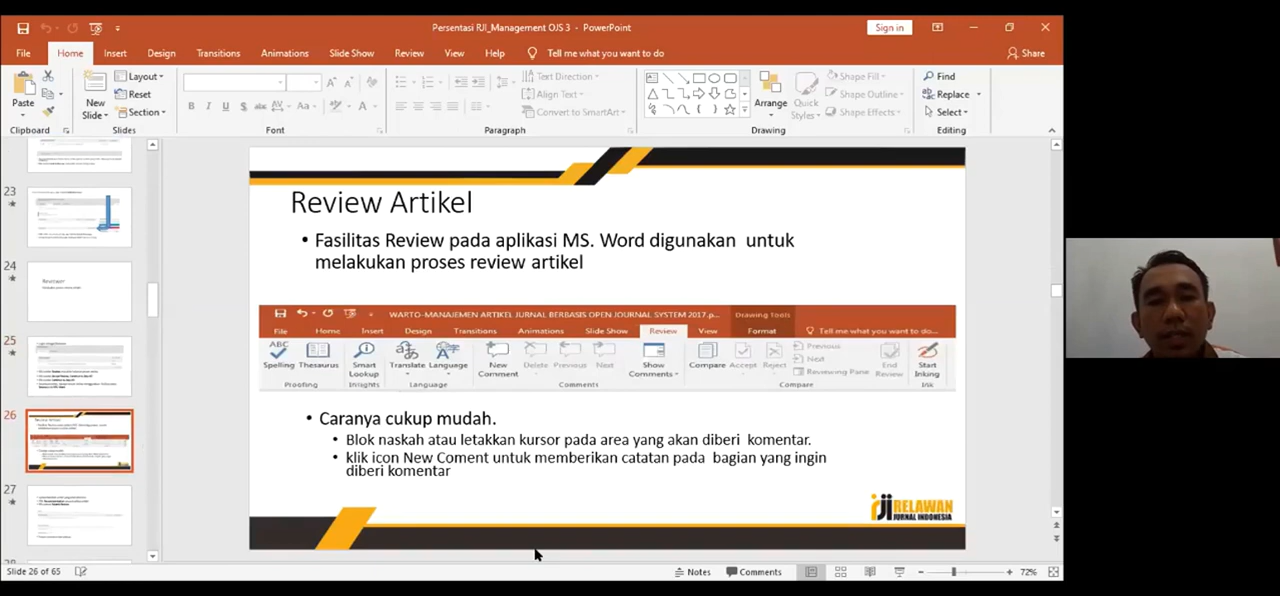 Persentasi RJI_Management OJS 3 - PowerPoint
Sign in
File Home Insert Design Transitions Animations Slide Show Review View Help Tell me what you want to do
Share
Paste
New Slide
Layout
Reset
Section
Text Direction
Align Text
Convert to SmartArt
Arrange
Quick Styles
Shape Fill
Shape Outline
Shape Effects
Find
Replace
Select
Clipboard Slides Font Paragraph Drawing Editing
23
24
25
26
27
Review Artikel
• Fasilitas Review pada aplikasi MS. Word digunakan untuk
melakukan proses review artikel
WARTO-MANAJEMEN ARTIKEL JURNAL BERBASIS OPEN JOURNAL SYSTEM 2017.p...
Drawing Tools
File Home Insert Design Transitions Animations Slide Show Review View Format Tell me what you want to do...
Spelling Thesaurus
Smart Lookup
Translate Language
New Comment
Delete Previous Next
Show Comments
Compare Accept Reject
Previous
Next
Reviewing Pane
End Review
Start Inking
Proofing Insights Language Comments Compare Ink
• Caranya cukup mudah.
• Blok naskah atau letakkan kursor pada area yang akan diberi komentar.
• klik icon New Coment untuk memberikan catatan pada bagian yang ingin
diberi komentar
rji RELAWAN
JURNAL INDONESIA
Slide 26 of 65
Notes
Comments
72%